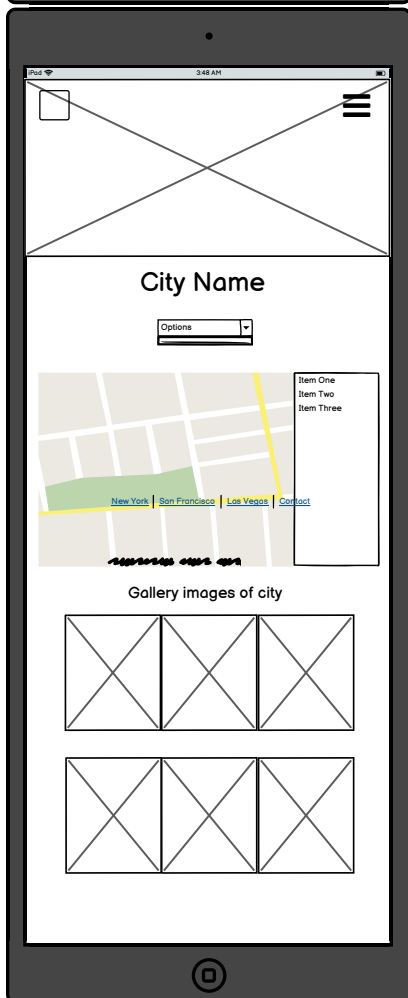 iPad 3:48 AM
City Name
Options
Item One
Item Two
Item Three
New York | San Francisco | Las Vegas | Contact
Gallery images of city